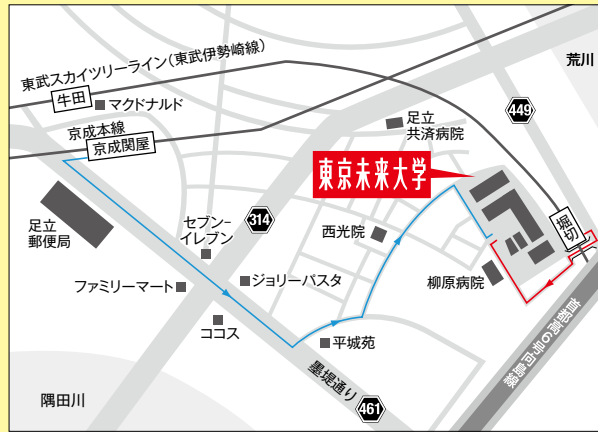 東武スカイツリーライン(東武伊勢崎線)
牛田
マクドナルド
京成本線
京成関屋
荒川
449
足立
共済病院
東京未来大学
足立
郵便局
セブン-
イレブン
314
西光院
堀切
ファミリーマート
ジョリーパスタ
柳原病院
ココス
平城苑
首都高6号向島線
墨堤通り
461
隅田川